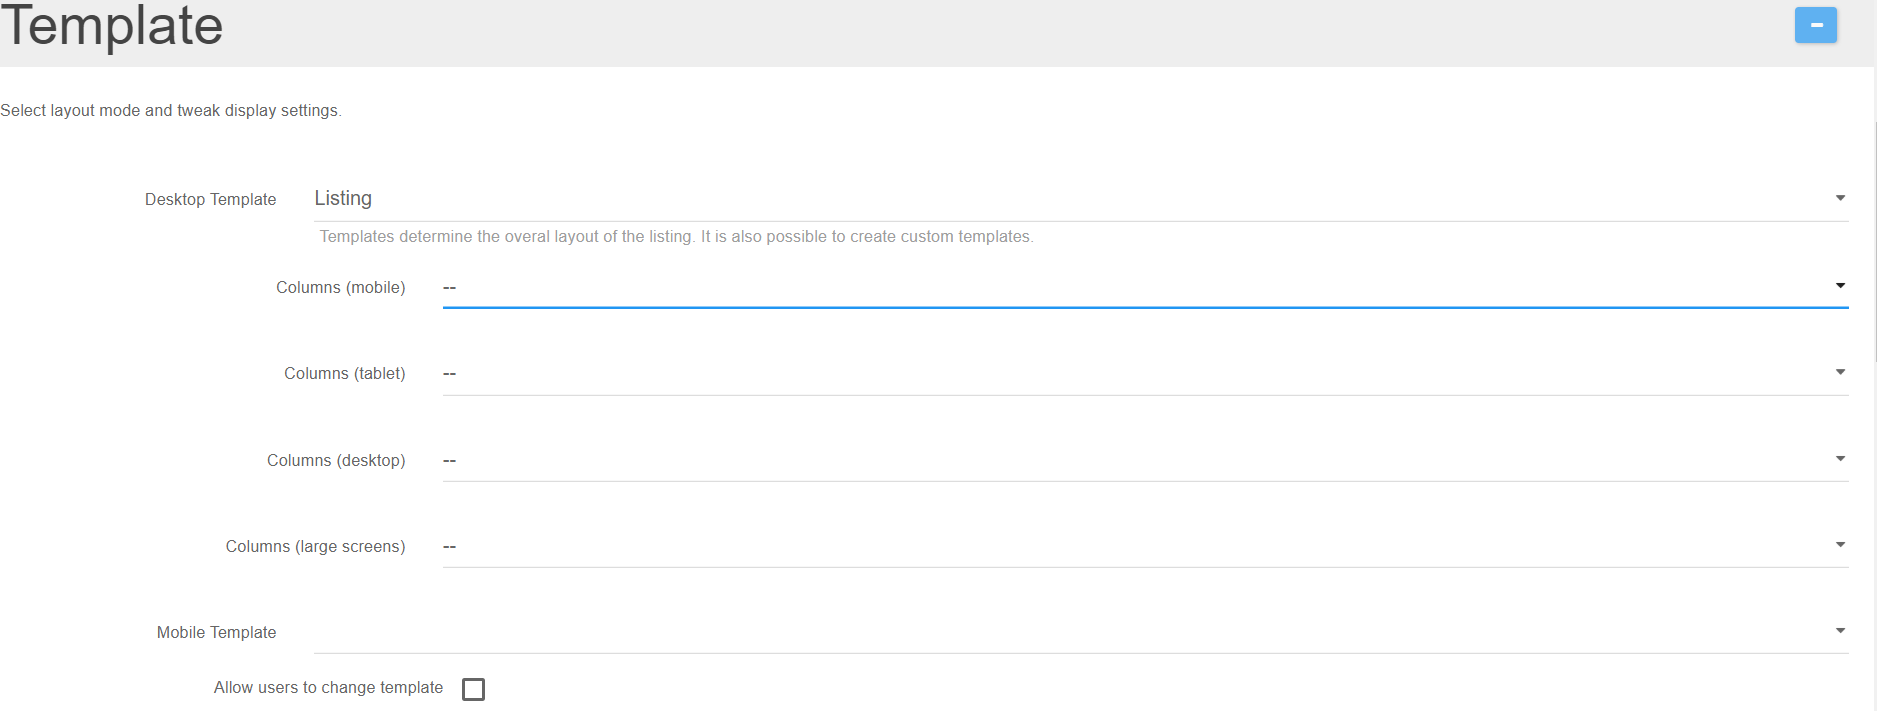 Template
Select layout mode and tweak display settings.
Desktop Template Listing
Templates determine the overal layout of the listing. It is also possible to create custom templates.
Columns (mobile) --
Columns (tablet) --
Columns (desktop) --
Columns (large screens) --
Mobile Template
Allow users to change template